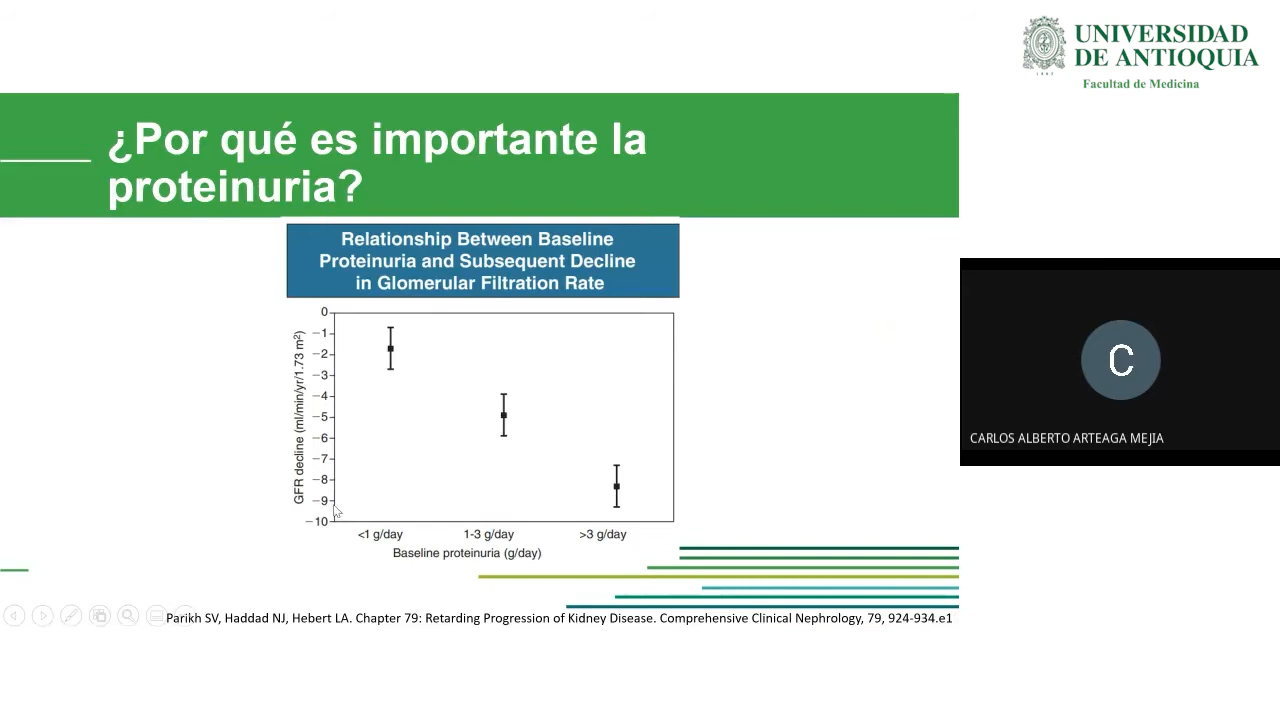 UNIVERSIDAD
DE ANTIOQUIA
1803
Facultad de Medicina
¿Por qué es importante la
proteinuria?
Relationship Between Baseline
Proteinuria and Subsequent Decline
in Glomerular Filtration Rate
GFR decline (ml/min/yr/1.73 m²)
0
−1
−2
−3
−4
−5
−6
−7
−8
−9
−10
<1 g/day 1-3 g/day >3 g/day
Baseline proteinuria (g/day)
Parikh SV, Haddad NJ, Hebert LA. Chapter 79: Retarding Progression of Kidney Disease. Comprehensive Clinical Nephrology, 79, 924-934.e1
C
CARLOS ALBERTO ARTEAGA MEJIA